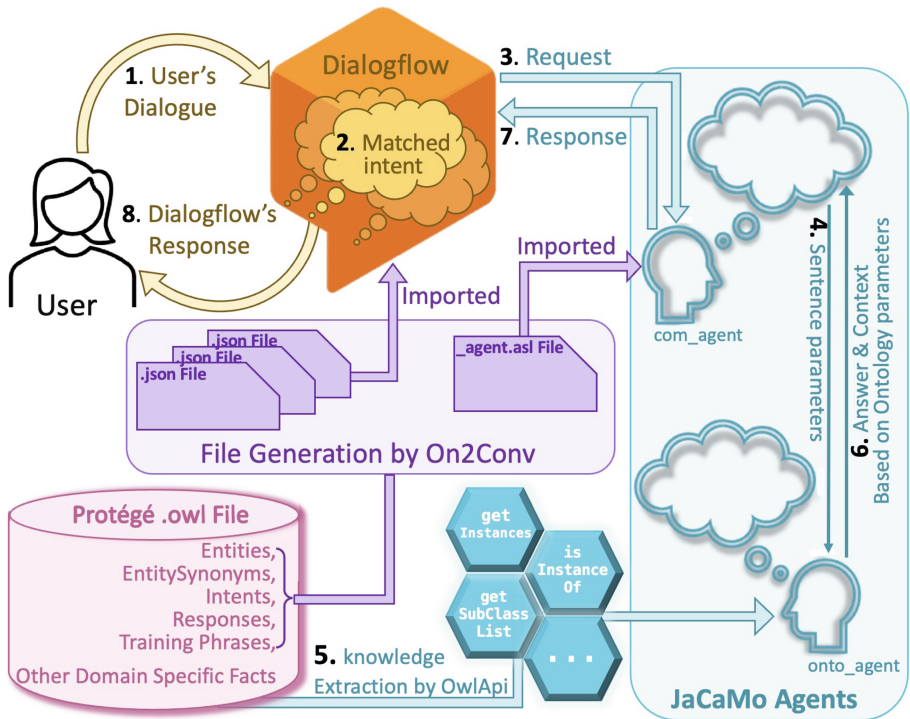 Dialogflow
1. User's
Dialogue
2. Matched
intent
3. Request
7. Response
8. Dialogflow's
Response
User
Imported
Imported
com_agent
4. Sentence parameters
6. Answer & Context
Based on Ontology parameters
.json File
.json File
.json File
_agent.asl File
File Generation by On2Conv
Protégé .owl File
Entities,
EntitySynonyms,
Intents,
Responses,
Training Phrases,
Other Domain Specific Facts
get
Instances
is
Instance
Of
get
SubClass
List
...
5. knowledge
Extraction by OwlApi
onto_agent
JaCaMo Agents